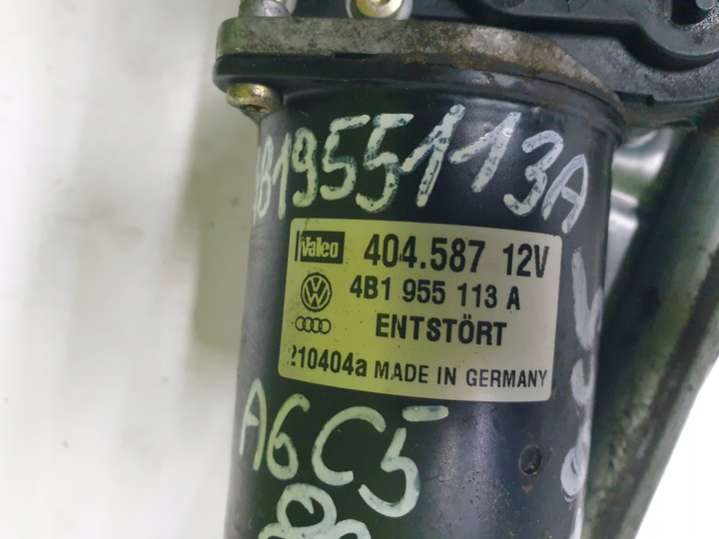 4B1955113A
Valeo 404.587 12V
4B1 955 113 A
ENTSTÖRT
210404a MADE IN GERMANY
A6C5